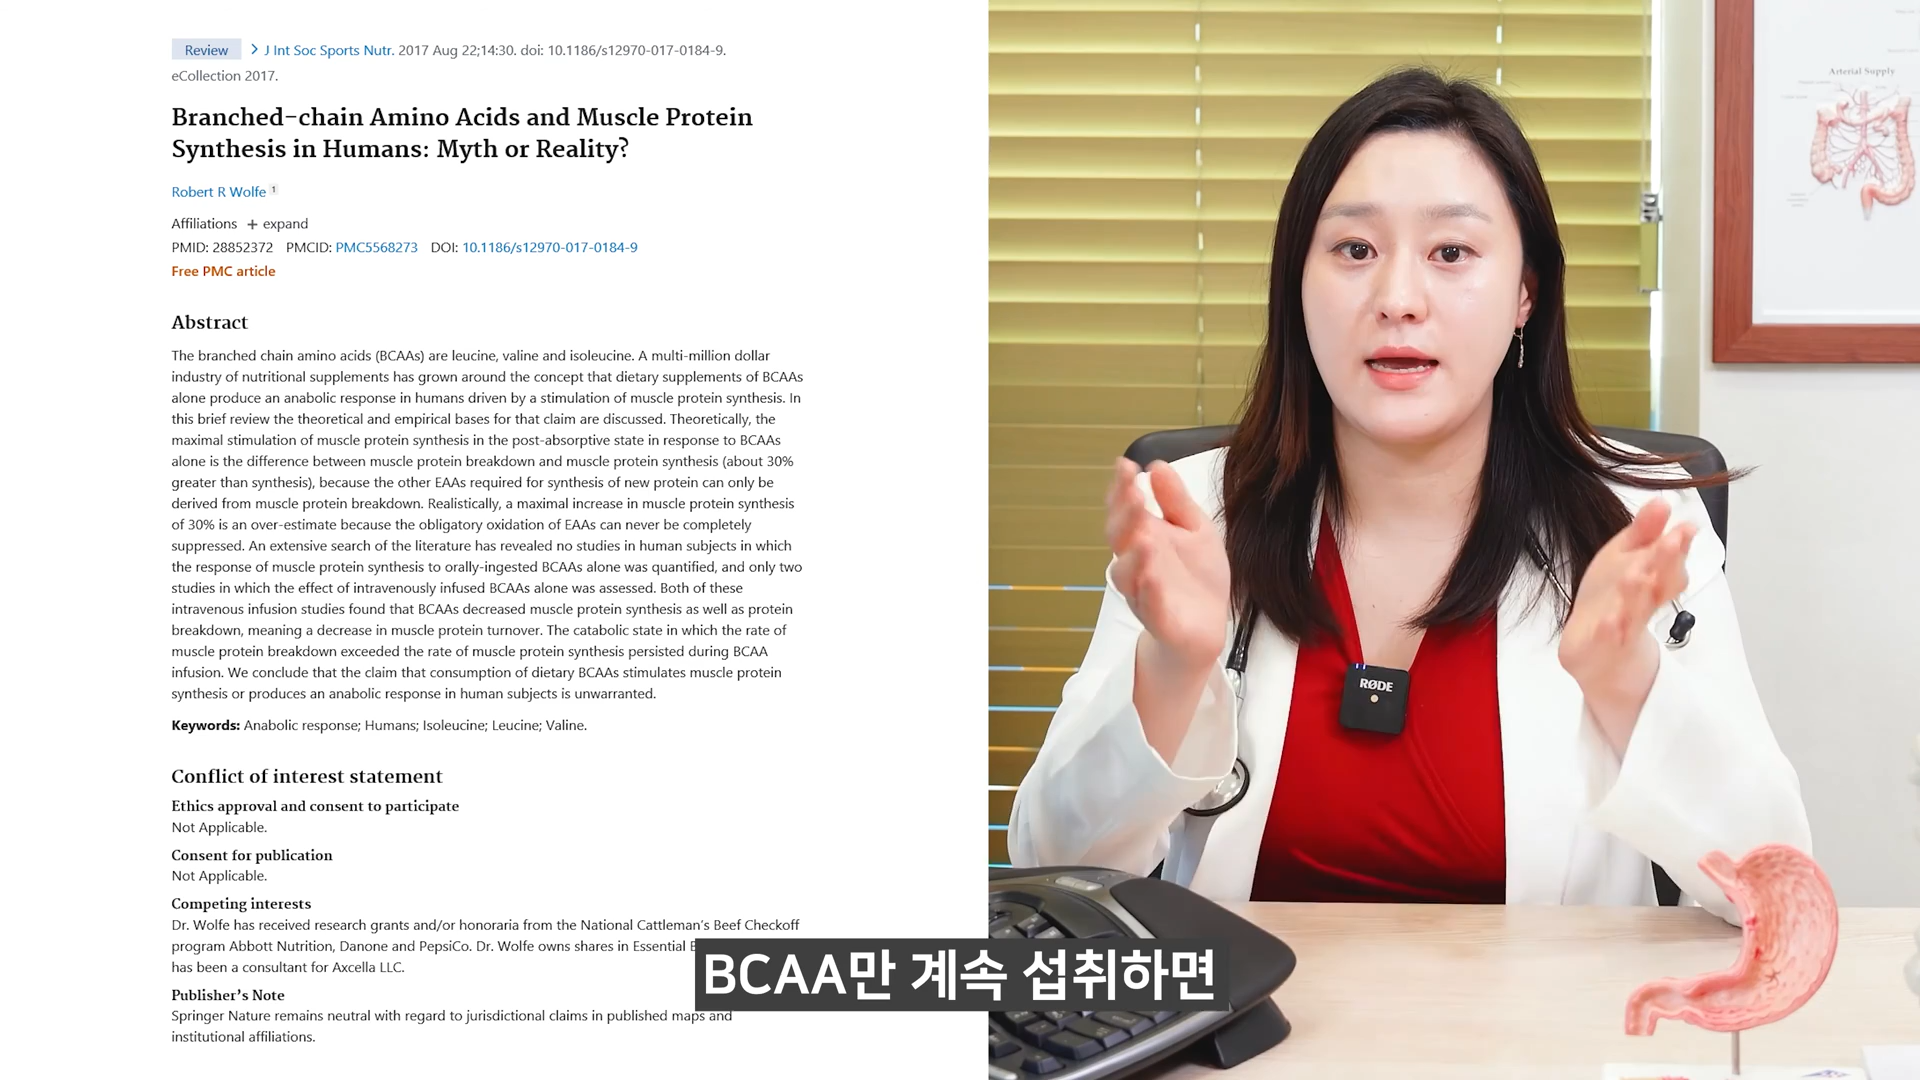 Review > J Int Soc Sports Nutr. 2017 Aug 22;14:30. doi: 10.1186/s12970-017-0184-9.
eCollection 2017.
Branched-chain Amino Acids and Muscle Protein
Synthesis in Humans: Myth or Reality?
Robert R Wolfe 1
Affiliations + expand
PMID: 28852372 PMCID: PMC5568273 DOI: 10.1186/s12970-017-0184-9
Free PMC article
Abstract
The branched chain amino acids (BCAAs) are leucine, valine and isoleucine. A multi-million dollar
industry of nutritional supplements has grown around the concept that dietary supplements of BCAAs
alone produce an anabolic response in humans driven by a stimulation of muscle protein synthesis. In
this brief review the theoretical and empirical bases for that claim are discussed. Theoretically, the
maximal stimulation of muscle protein synthesis in the post-absorptive state in response to BCAAs
alone is the difference between muscle protein breakdown and muscle protein synthesis (about 30%
greater than synthesis), because the other EAAs required for synthesis of new protein can only be
derived from muscle protein breakdown. Realistically, a maximal increase in muscle protein synthesis
of 30% is an over-estimate because the obligatory oxidation of EAAs can never be completely
suppressed. An extensive search of the literature has revealed no studies in human subjects in which
the response of muscle protein synthesis to orally-ingested BCAAs alone was quantified, and only two
studies in which the effect of intravenously infused BCAAs alone was assessed. Both of these
intravenous infusion studies found that BCAAs decreased muscle protein synthesis as well as protein
breakdown, meaning a decrease in muscle protein turnover. The catabolic state in which the rate of
muscle protein breakdown exceeded the rate of muscle protein synthesis persisted during BCAA
infusion. We conclude that the claim that consumption of dietary BCAAs stimulates muscle protein
synthesis or produces an anabolic response in human subjects is unwarranted.
Keywords: Anabolic response; Humans; Isoleucine; Leucine; Valine.
Conflict of interest statement
Ethics approval and consent to participate
Not Applicable.
Consent for publication
Not Applicable.
Competing interests
Dr. Wolfe has received research grants and/or honoraria from the National Cattleman's Beef Checkoff
program Abbott Nutrition, Danone and PepsiCo. Dr. Wolfe owns shares in Essential
has been a consultant for Axcella LLC.
Publisher's Note
Springer Nature remains neutral with regard to jurisdictional claims in published maps and
institutional affiliations.
Arterial Supply
RØDE
BCAA만 계속 섭취하면